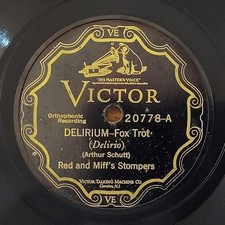 VE
"HIS MASTER'S VOICE"
VICTOR
Orthophonic
Recording
20778-A
DELIRIUM-Fox Trot
(Delirio)
(Arthur Schutt)
Red and Miff's Stompers
VICTOR TALKING MACHINE CO.
Camden, N.J.
VE